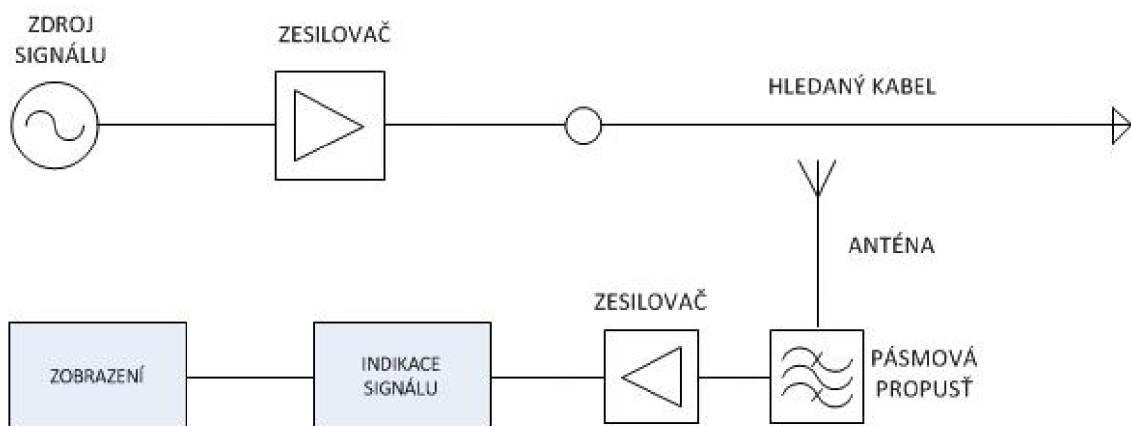 ZDROJ
SIGNÁLU
ZESILOVAČ
HLEDANÝ KABEL
ANTÉNA
ZESILOVAČ
PÁSMOVÁ
PROPUSŤ
INDIKACE
SIGNÁLU
ZOBRAZENÍ